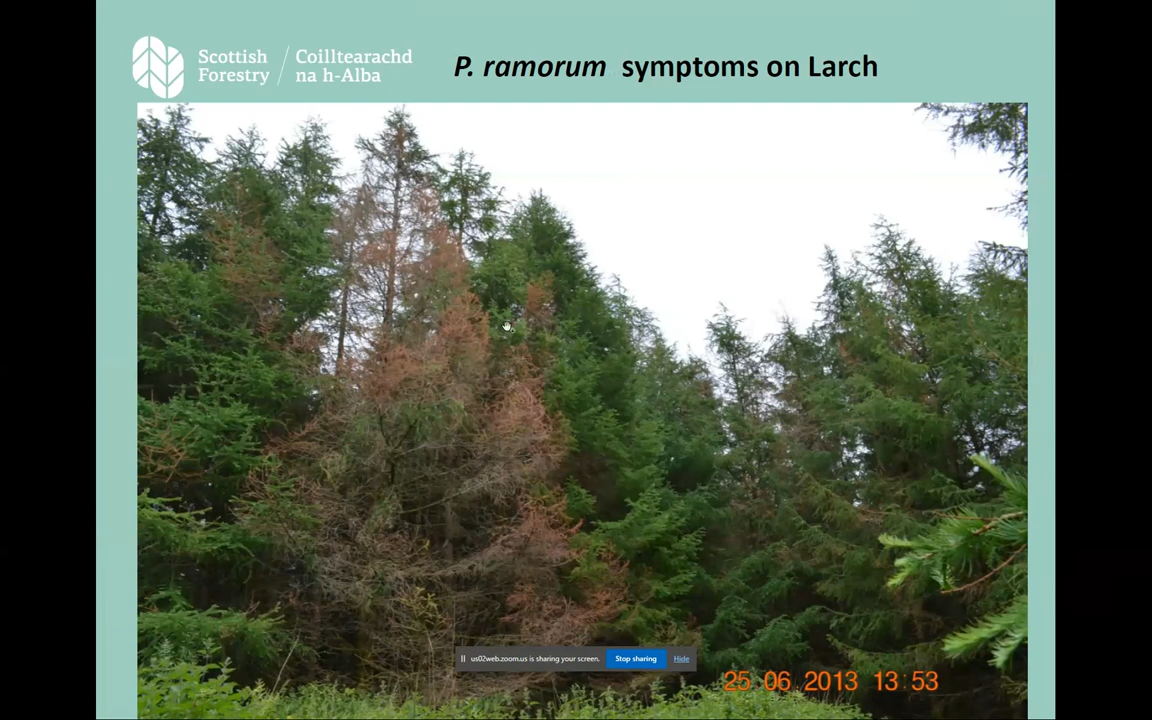 Scottish Forestry
Coilltearachd na h-Alba
P. ramorum symptoms on Larch
us02web.zoom.us is sharing your screen.
Stop sharing
Hide
25 06 2013 13:53